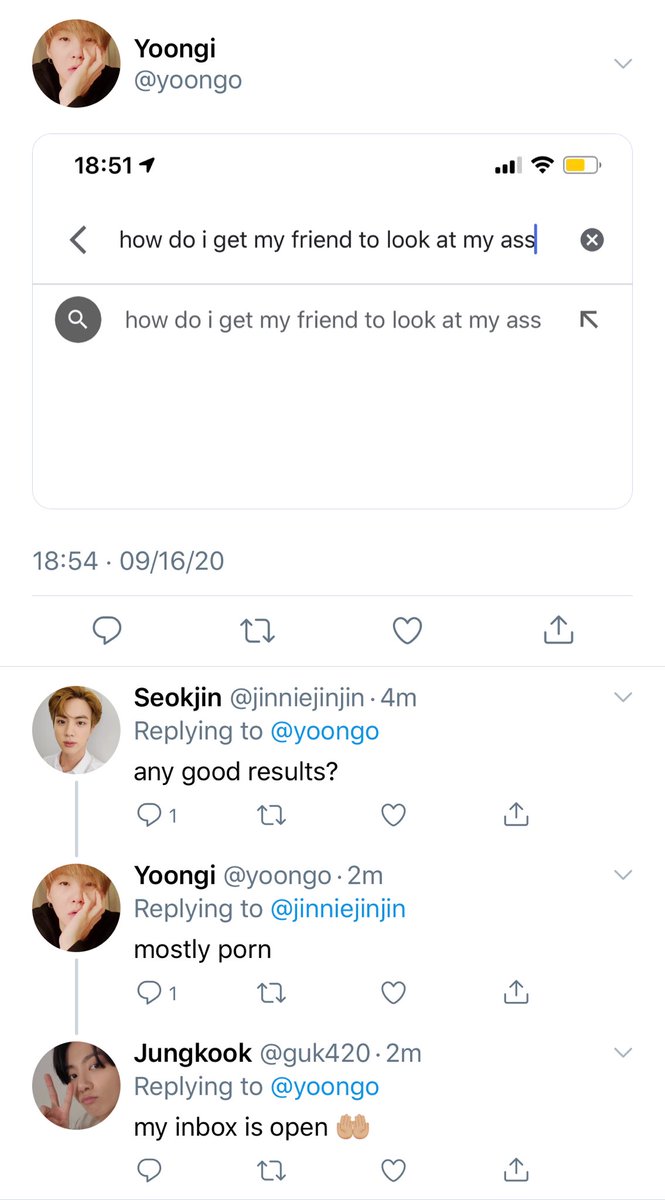 Yoongi
@yoongo
18:51
how do i get my friend to look at my ass
how do i get my friend to look at my ass
18:54 · 09/16/20
Seokjin @jinniejinjin · 4m
Replying to @yoongo
any good results?
1
Yoongi @yoongo · 2m
Replying to @jinniejinjin
mostly porn
1
Jungkook @guk420 · 2m
Replying to @yoongo
my inbox is open 🤲🏼